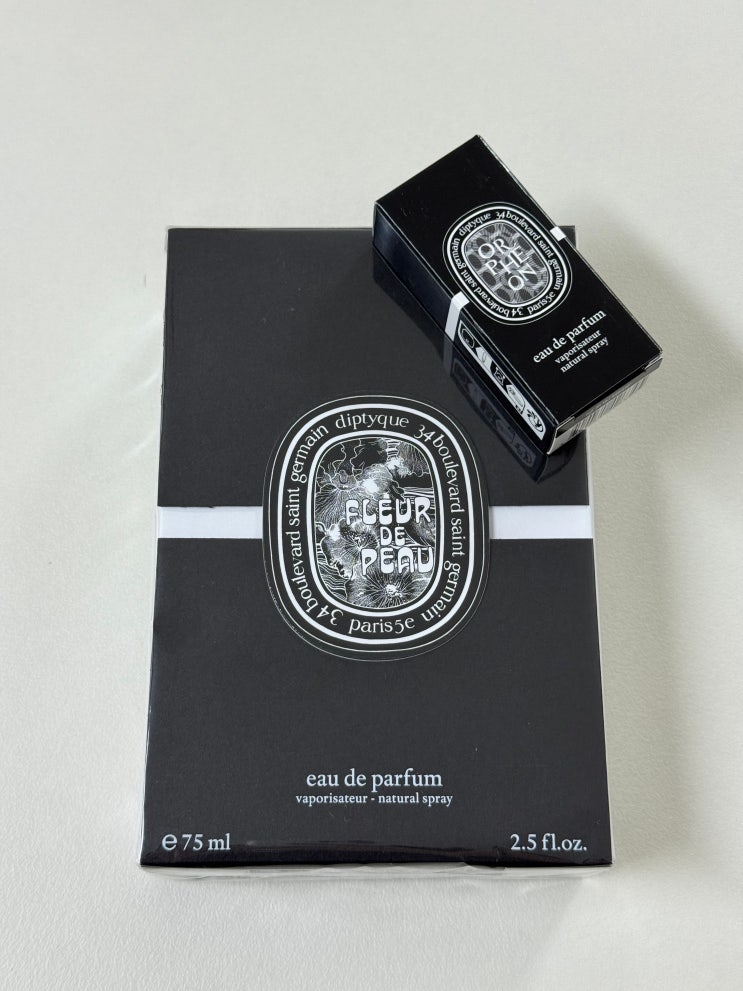 diptyque 34 boulevard saint germain paris5e 34 boulevard saint germain
OR
PHE
ON
eau de parfum
vaporisateur
natural spray
diptyque 34 boulevard saint germain paris5e 34 boulevard saint germain
FLEUR
DE
PEAU
eau de parfum
vaporisateur - natural spray
e 75 ml
2.5 fl.oz.